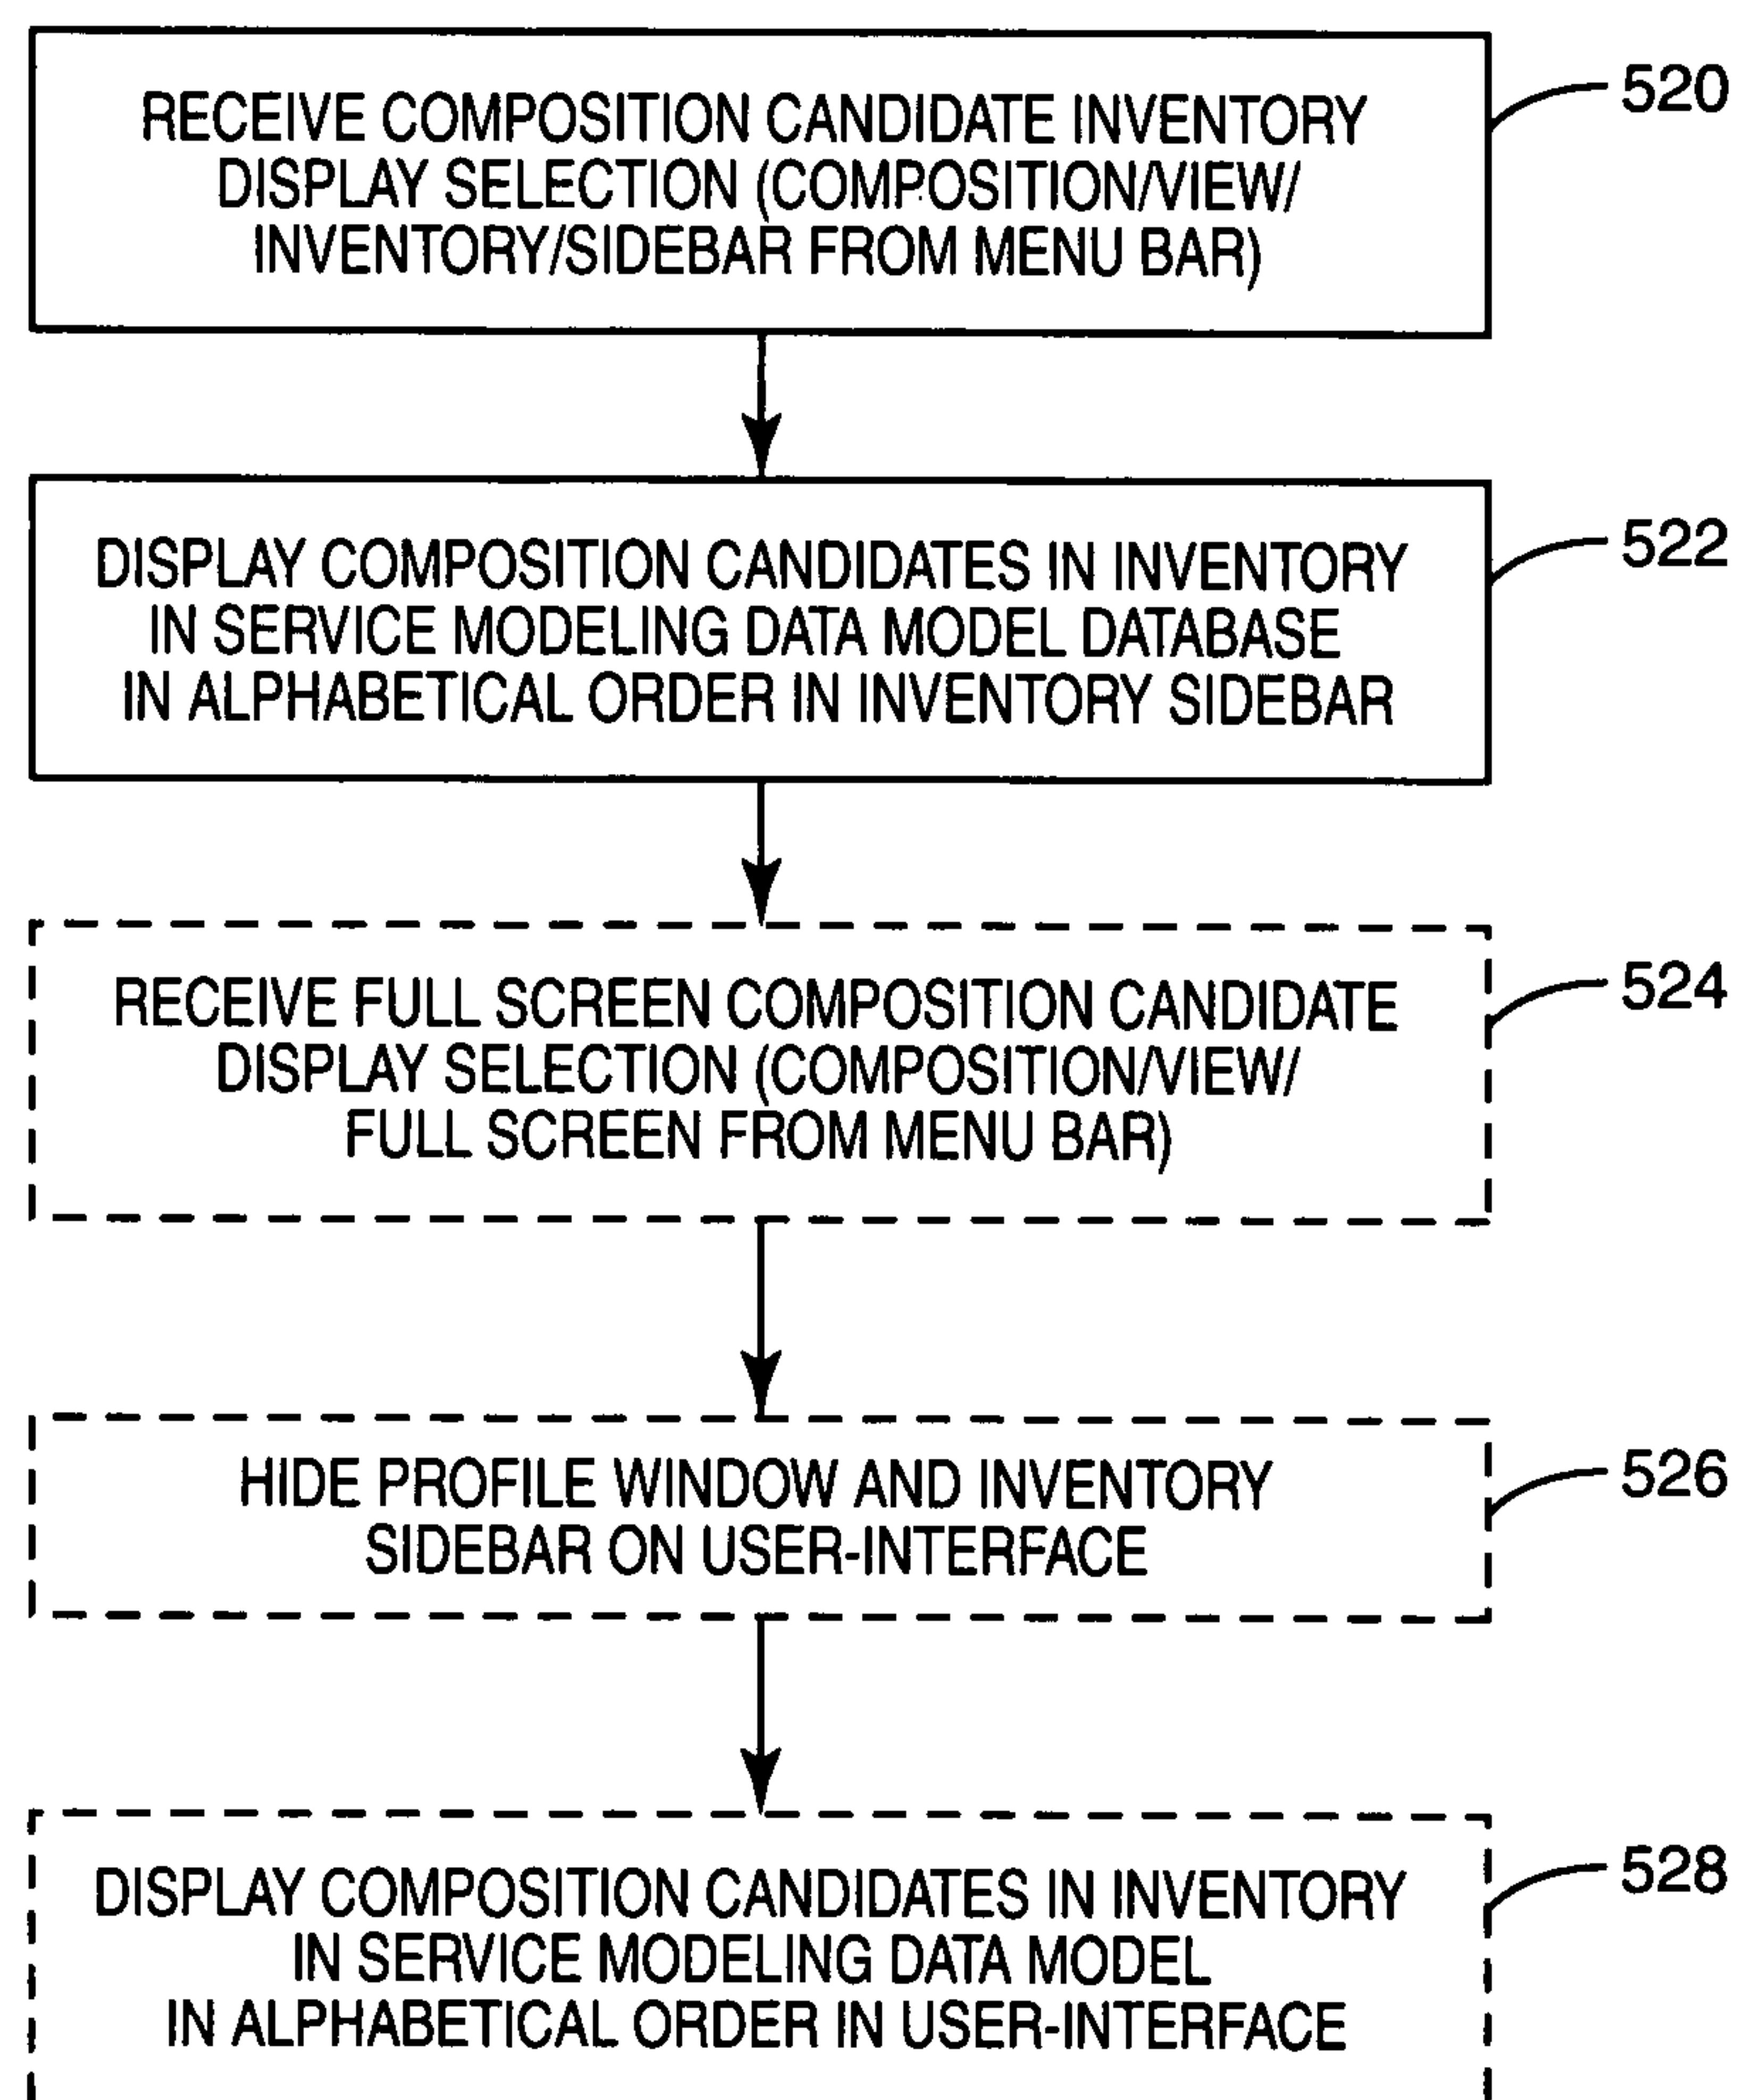 RECEIVE COMPOSITION CANDIDATE INVENTORY
DISPLAY SELECTION (COMPOSITION/VIEW/
INVENTORY/SIDEBAR FROM MENU BAR)
520
DISPLAY COMPOSITION CANDIDATES IN INVENTORY
IN SERVICE MODELING DATA MODEL DATABASE
IN ALPHABETICAL ORDER IN INVENTORY SIDEBAR
522
RECEIVE FULL SCREEN COMPOSITION CANDIDATE
DISPLAY SELECTION (COMPOSITION/VIEW/
FULL SCREEN FROM MENU BAR)
524
HIDE PROFILE WINDOW AND INVENTORY
SIDEBAR ON USER-INTERFACE
526
DISPLAY COMPOSITION CANDIDATES IN INVENTORY
IN SERVICE MODELING DATA MODEL
IN ALPHABETICAL ORDER IN USER-INTERFACE
528